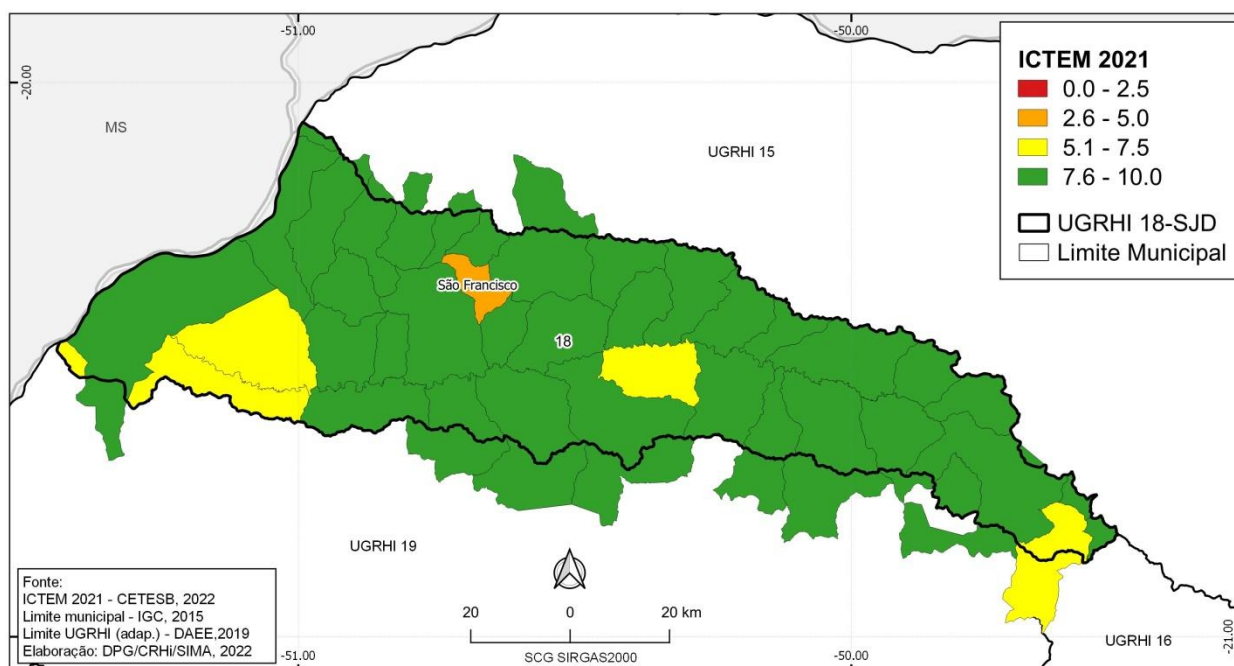 -51.00
-50.00
-20.00
MS
UGRHI 15
ICTEM 2021
0.0 - 2.5
2.6 - 5.0
5.1 - 7.5
7.6 - 10.0
UGRHI 18-SJD
Limite Municipal
São Francisco
18
UGRHI 19
Fonte:
ICTEM 2021 - CETESB, 2022
Limite municipal - IGC, 2015
Limite UGRHI (adap.) - DAEE,2019
Elaboração: DPG/CRHi/SIMA, 2022
20 0 20 km
SCG SIRGAS2000
UGRHI 16
-21.00
-51.00
-50.00